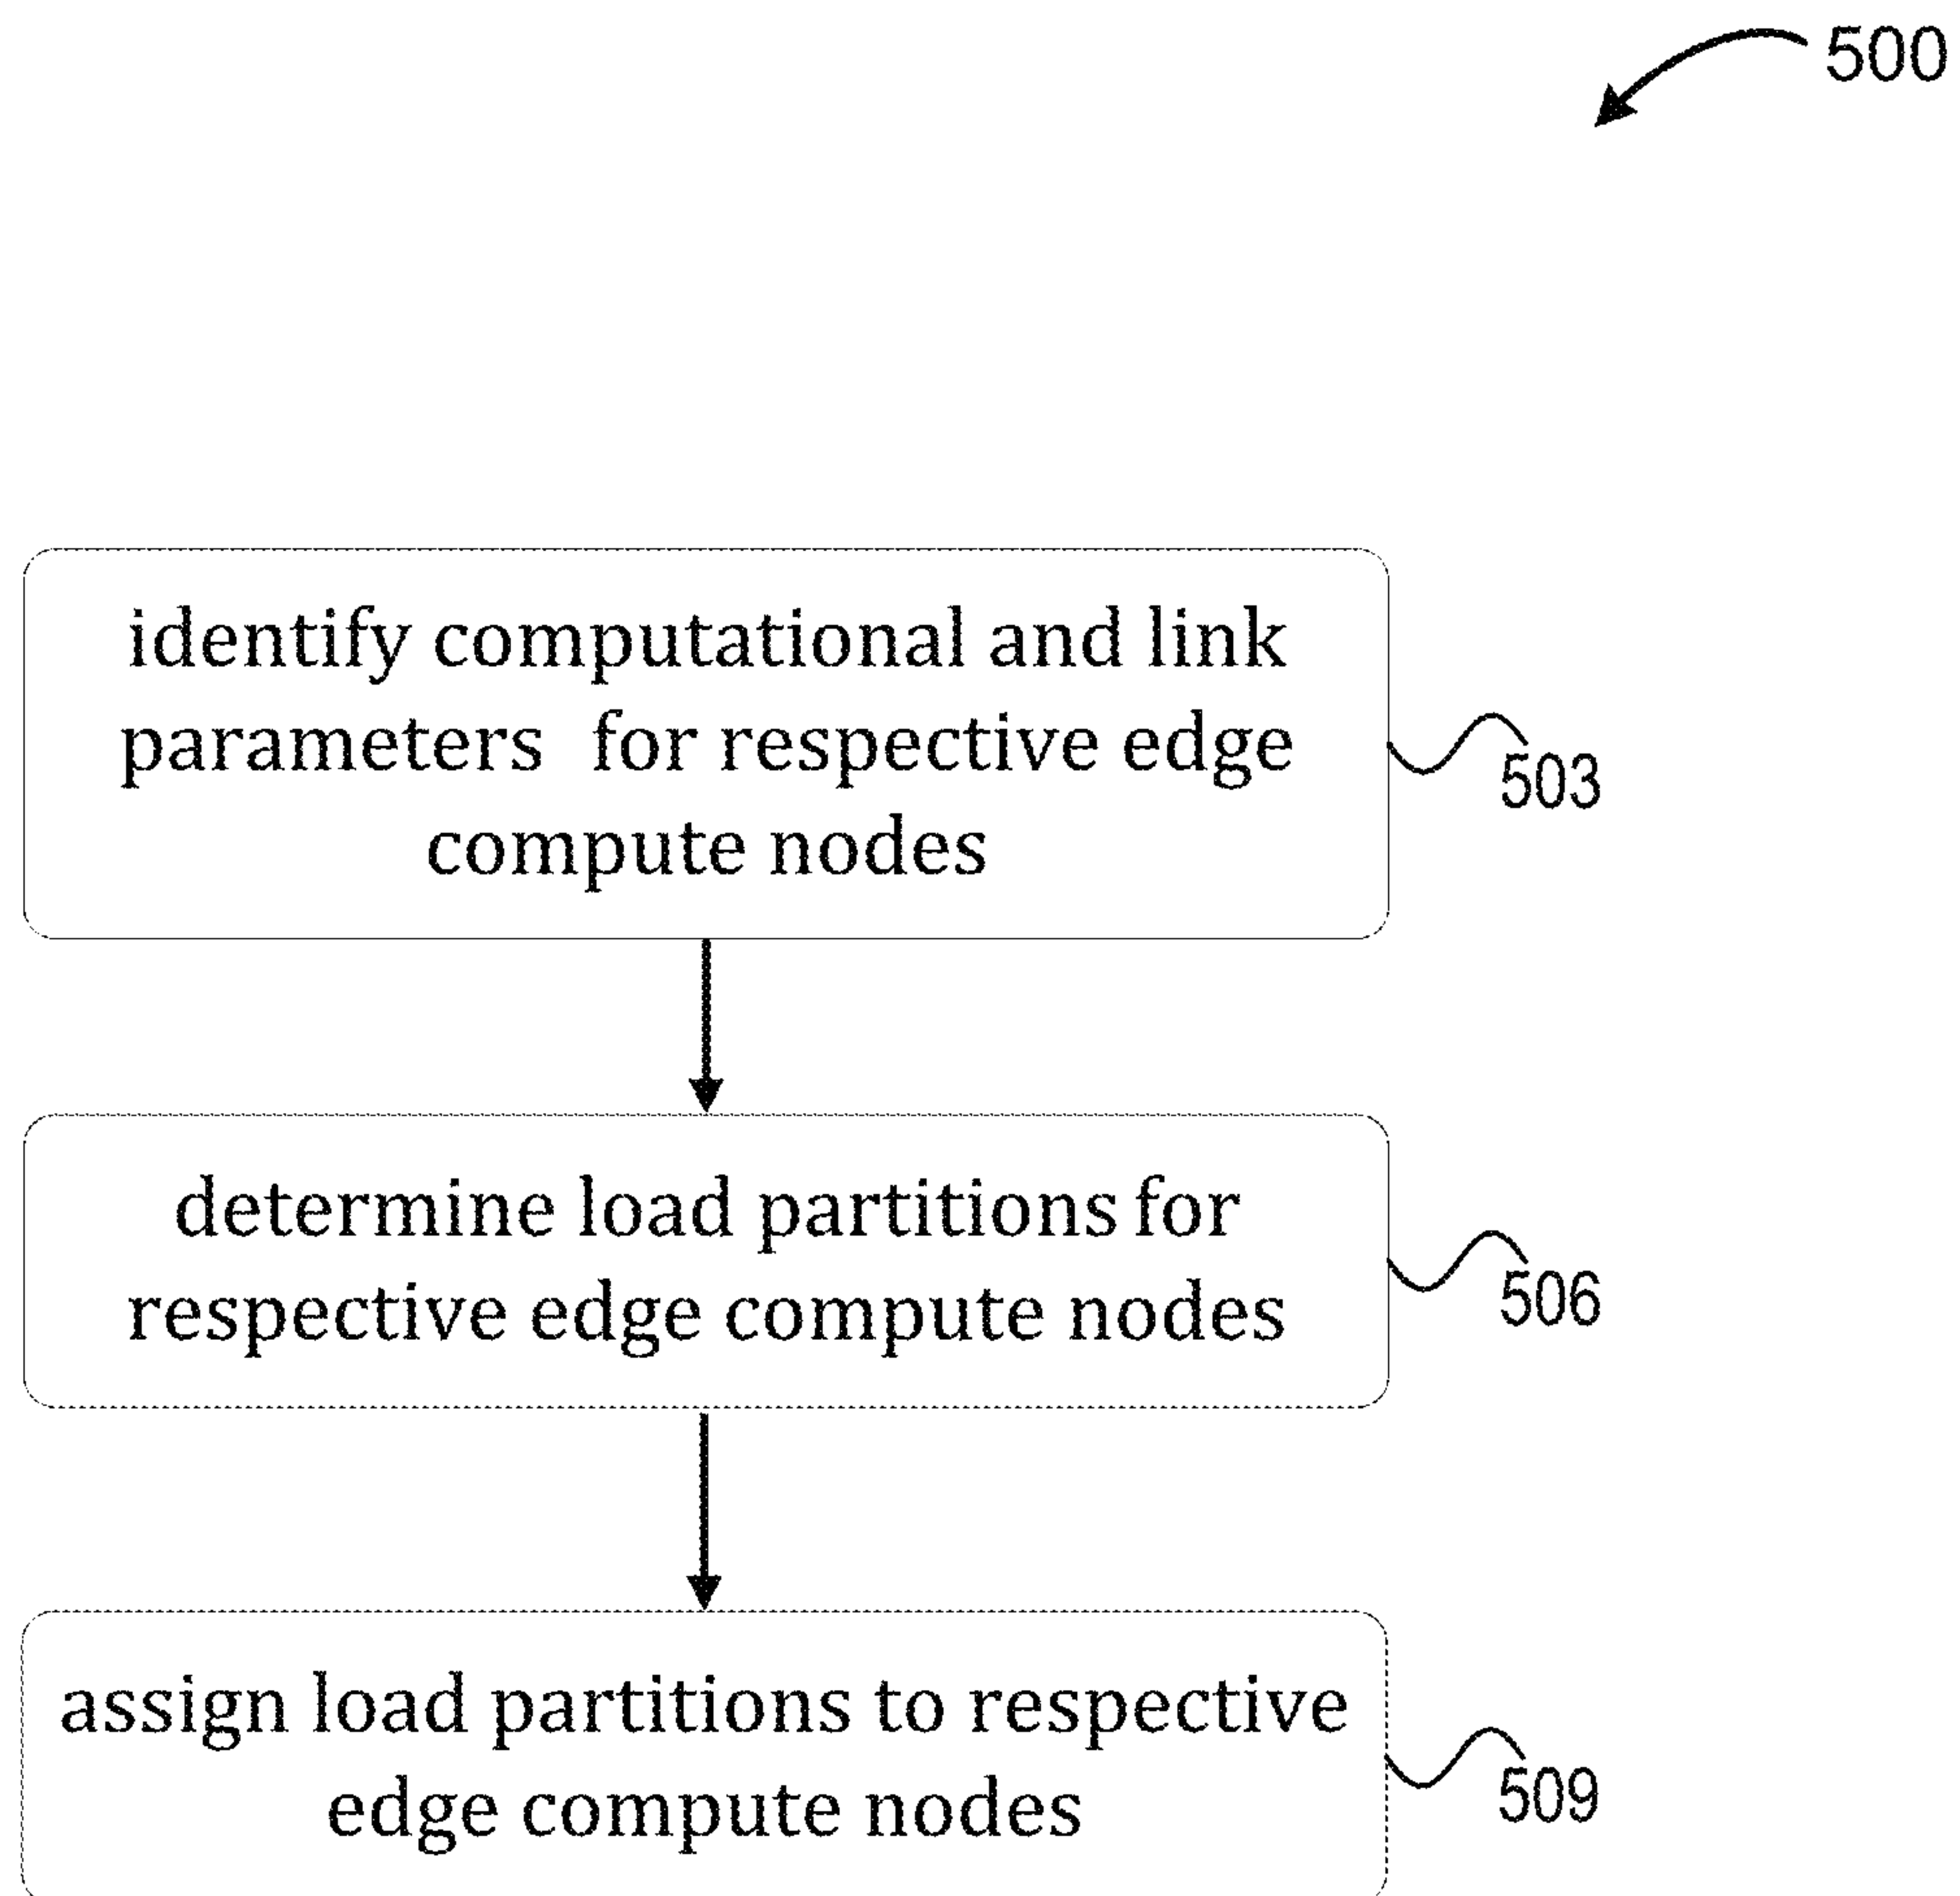 500
identify computational and link
parameters for respective edge
compute nodes
503
determine load partitions for
respective edge compute nodes
506
assign load partitions to respective
edge compute nodes
509